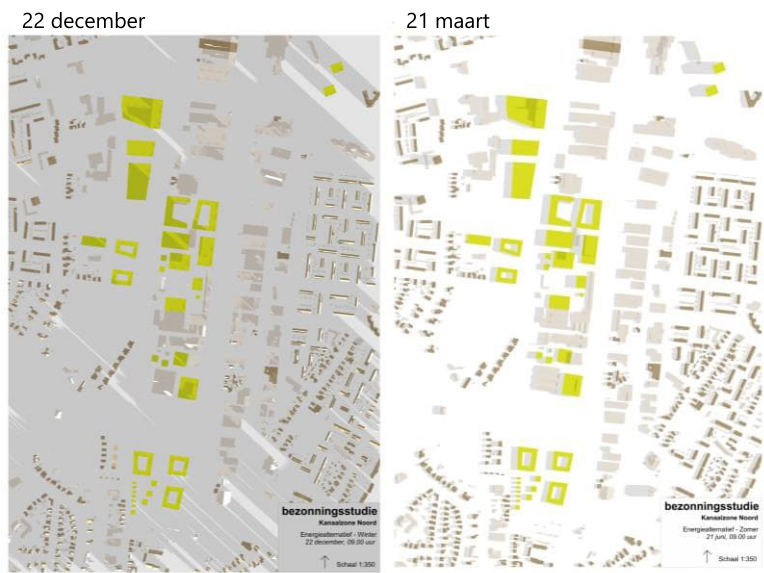 22 december
21 maart
bezonningsstudie
Kanaalzone Noord
Energiealternatief - Winter
22 december, 09.00 uur
Schaal 1:350
bezonningsstudie
Kanaalzone Noord
Energiealternatief - Zomer
21 juni, 09.00 uur
Schaal 1:350